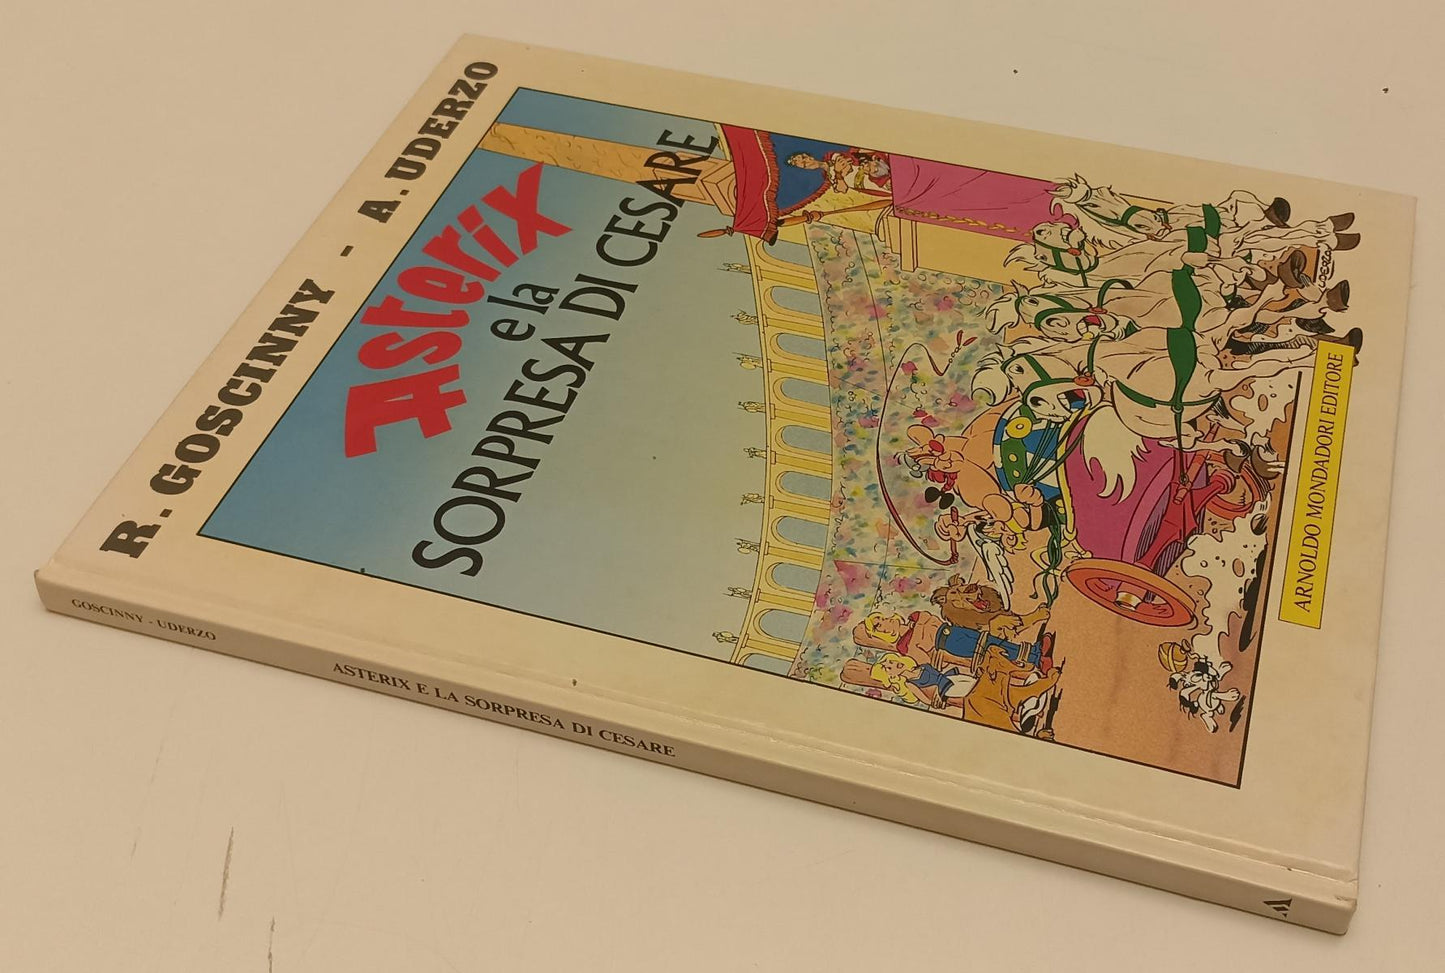 R. GOSCINNY - A. UDERZO
Asterix
e la
SORPRESA DI CESARE
UDERZO
ARNOLDO MONDADORI EDITORE
GOSCINNY - UDERZO
ASTERIX E LA SORPRESA DI CESARE